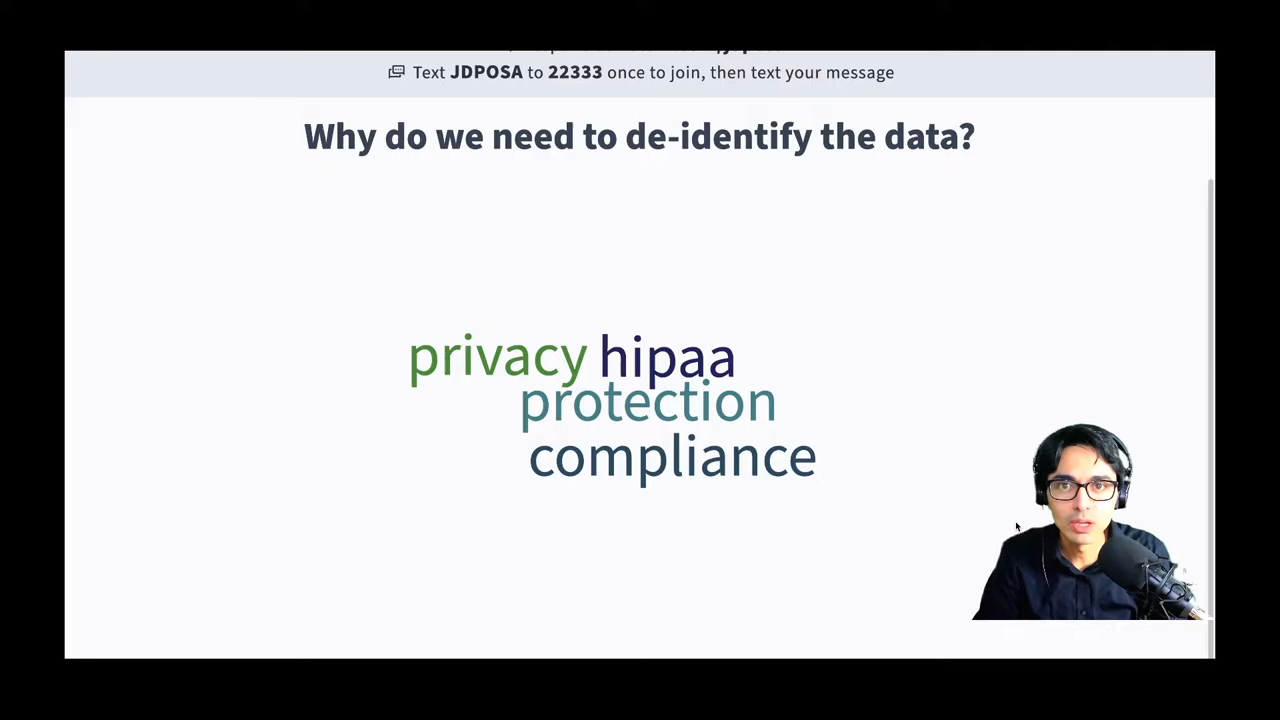 Text JDPOSA to 22333 once to join, then text your message
Why do we need to de-identify the data?
privacy hipaa
protection
compliance